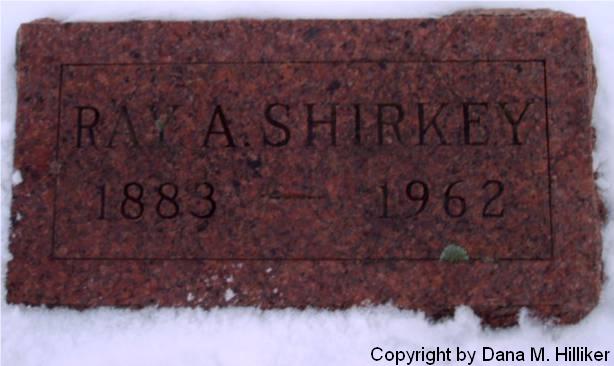 RAY A. SHIRKEY
1883 — 1962
Copyright by Dana M. Hilliker